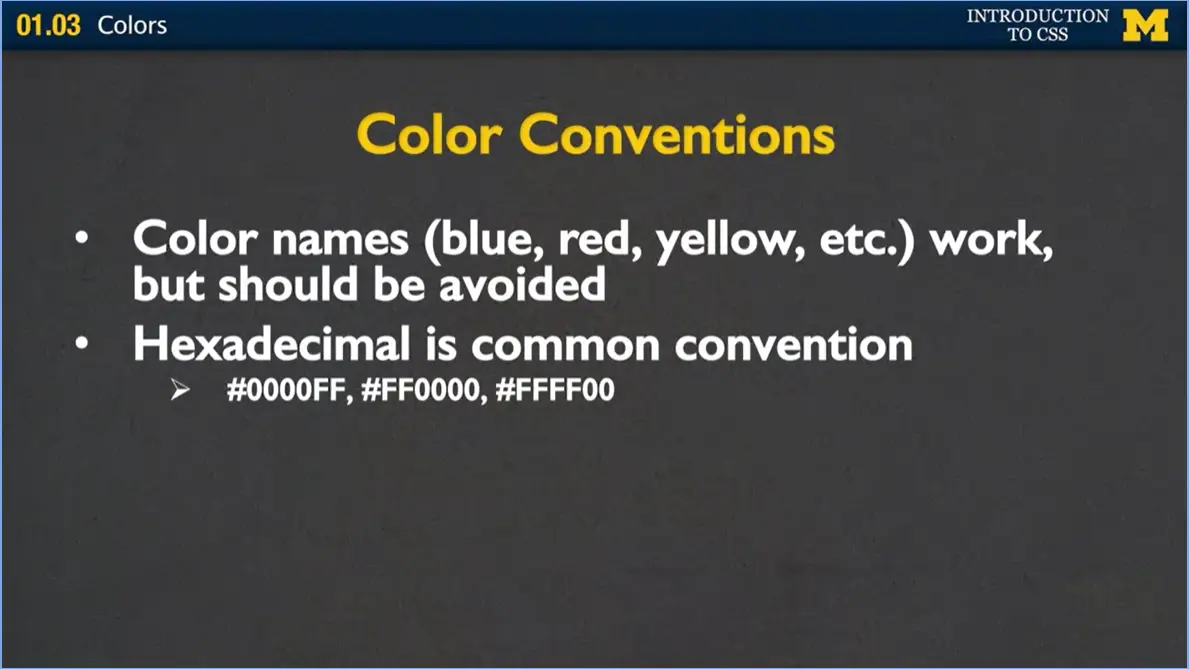 01.03 Colors
INTRODUCTION
TO CSS
M
Color Conventions
• Color names (blue, red, yellow, etc.) work,
but should be avoided
• Hexadecimal is common convention
➢ #0000FF, #FF0000, #FFFF00